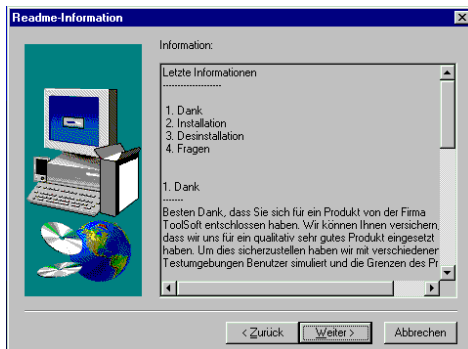 Readme-Information
Information:
Letzte Informationen
-------------------
1. Dank
2. Installation
3. Desinstallation
4. Fragen
1. Dank
-------
Besten Dank, dass Sie sich für ein Produkt von der Firma
ToolSoft entschlossen haben. Wir können Ihnen versichern,
dass wir uns für ein qualitativ sehr gutes Produkt eingesetzt
haben. Um dies sicherzustellen haben wir mit verschiedenen
Testumgebungen Benutzer simuliert und die Grenzen des Pr
< Zurück
Weiter >
Abbrechen